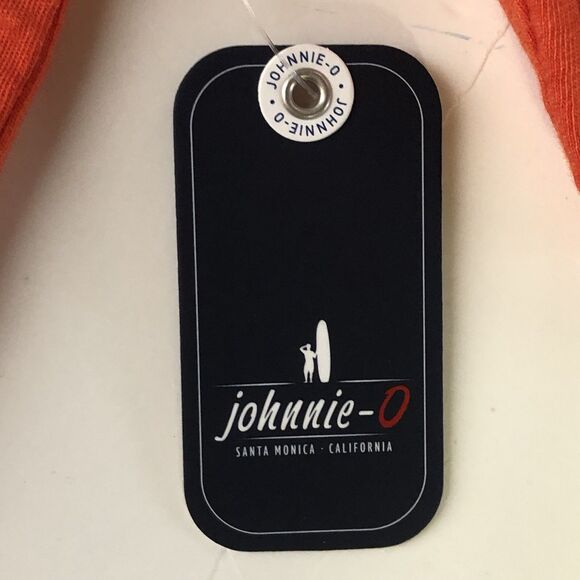 JOHNNIE-O • JOHNNIE-O •
johnnie-O
SANTA MONICA · CALIFORNIA